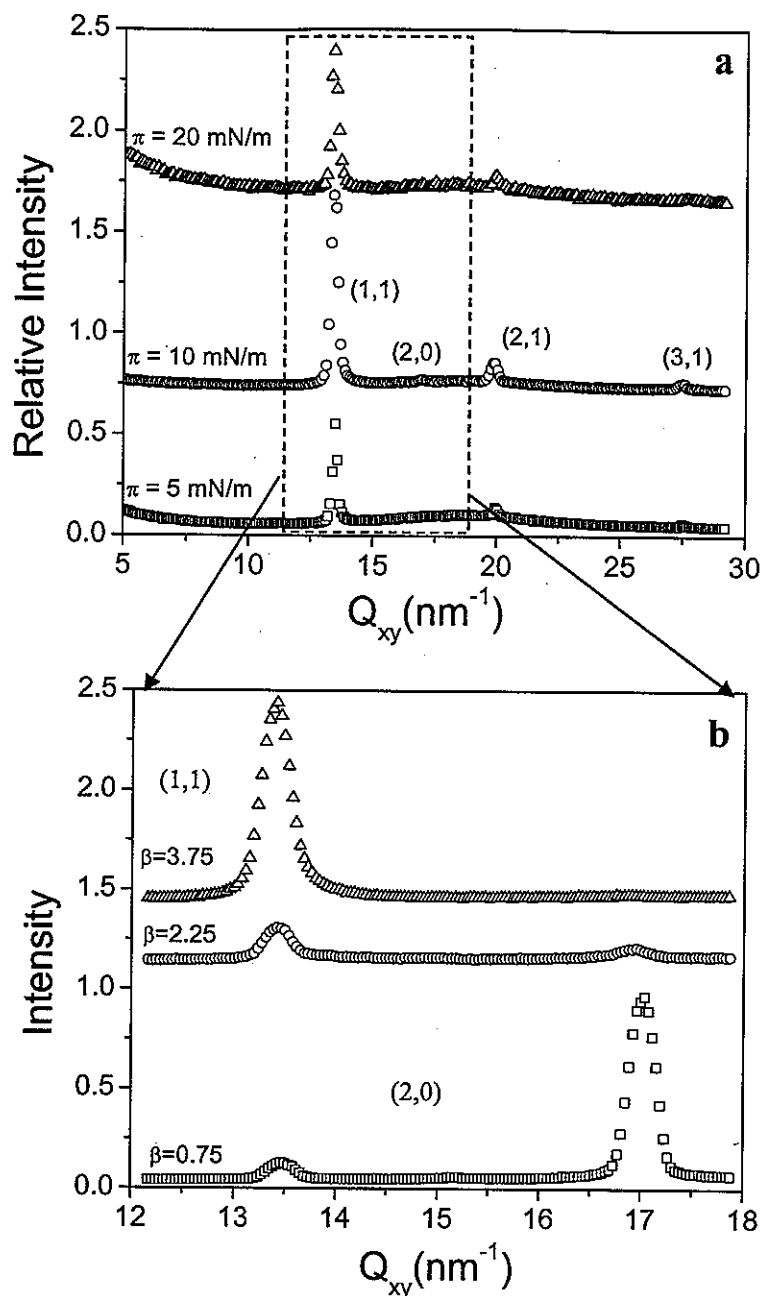 a
2.5
2.0
1.5
1.0
0.5
0.0
Relative Intensity
π = 20 mN/m
(1,1)
(2,0)
(2,1)
(3,1)
π = 10 mN/m
π = 5 mN/m
5
10
15
20
25
30
Q_xy(nm⁻¹)
b
2.5
2.0
1.5
1.0
0.5
0.0
Intensity
(1,1)
β=3.75
β=2.25
(2,0)
β=0.75
12
13
14
15
16
17
18
Q_xy(nm⁻¹)